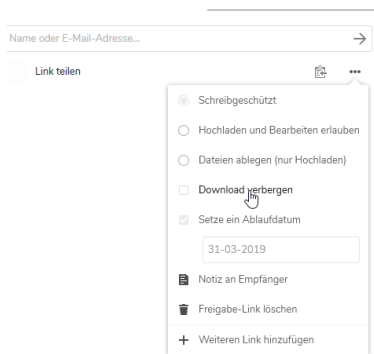 Name oder E-Mail-Adresse...
Link teilen
Schreibgeschützt
Hochladen und Bearbeiten erlauben
Dateien ablegen (nur Hochladen)
Download verbergen
Setze ein Ablaufdatum
31-03-2019
Notiz an Empfänger
Freigabe-Link löschen
Weiteren Link hinzufügen